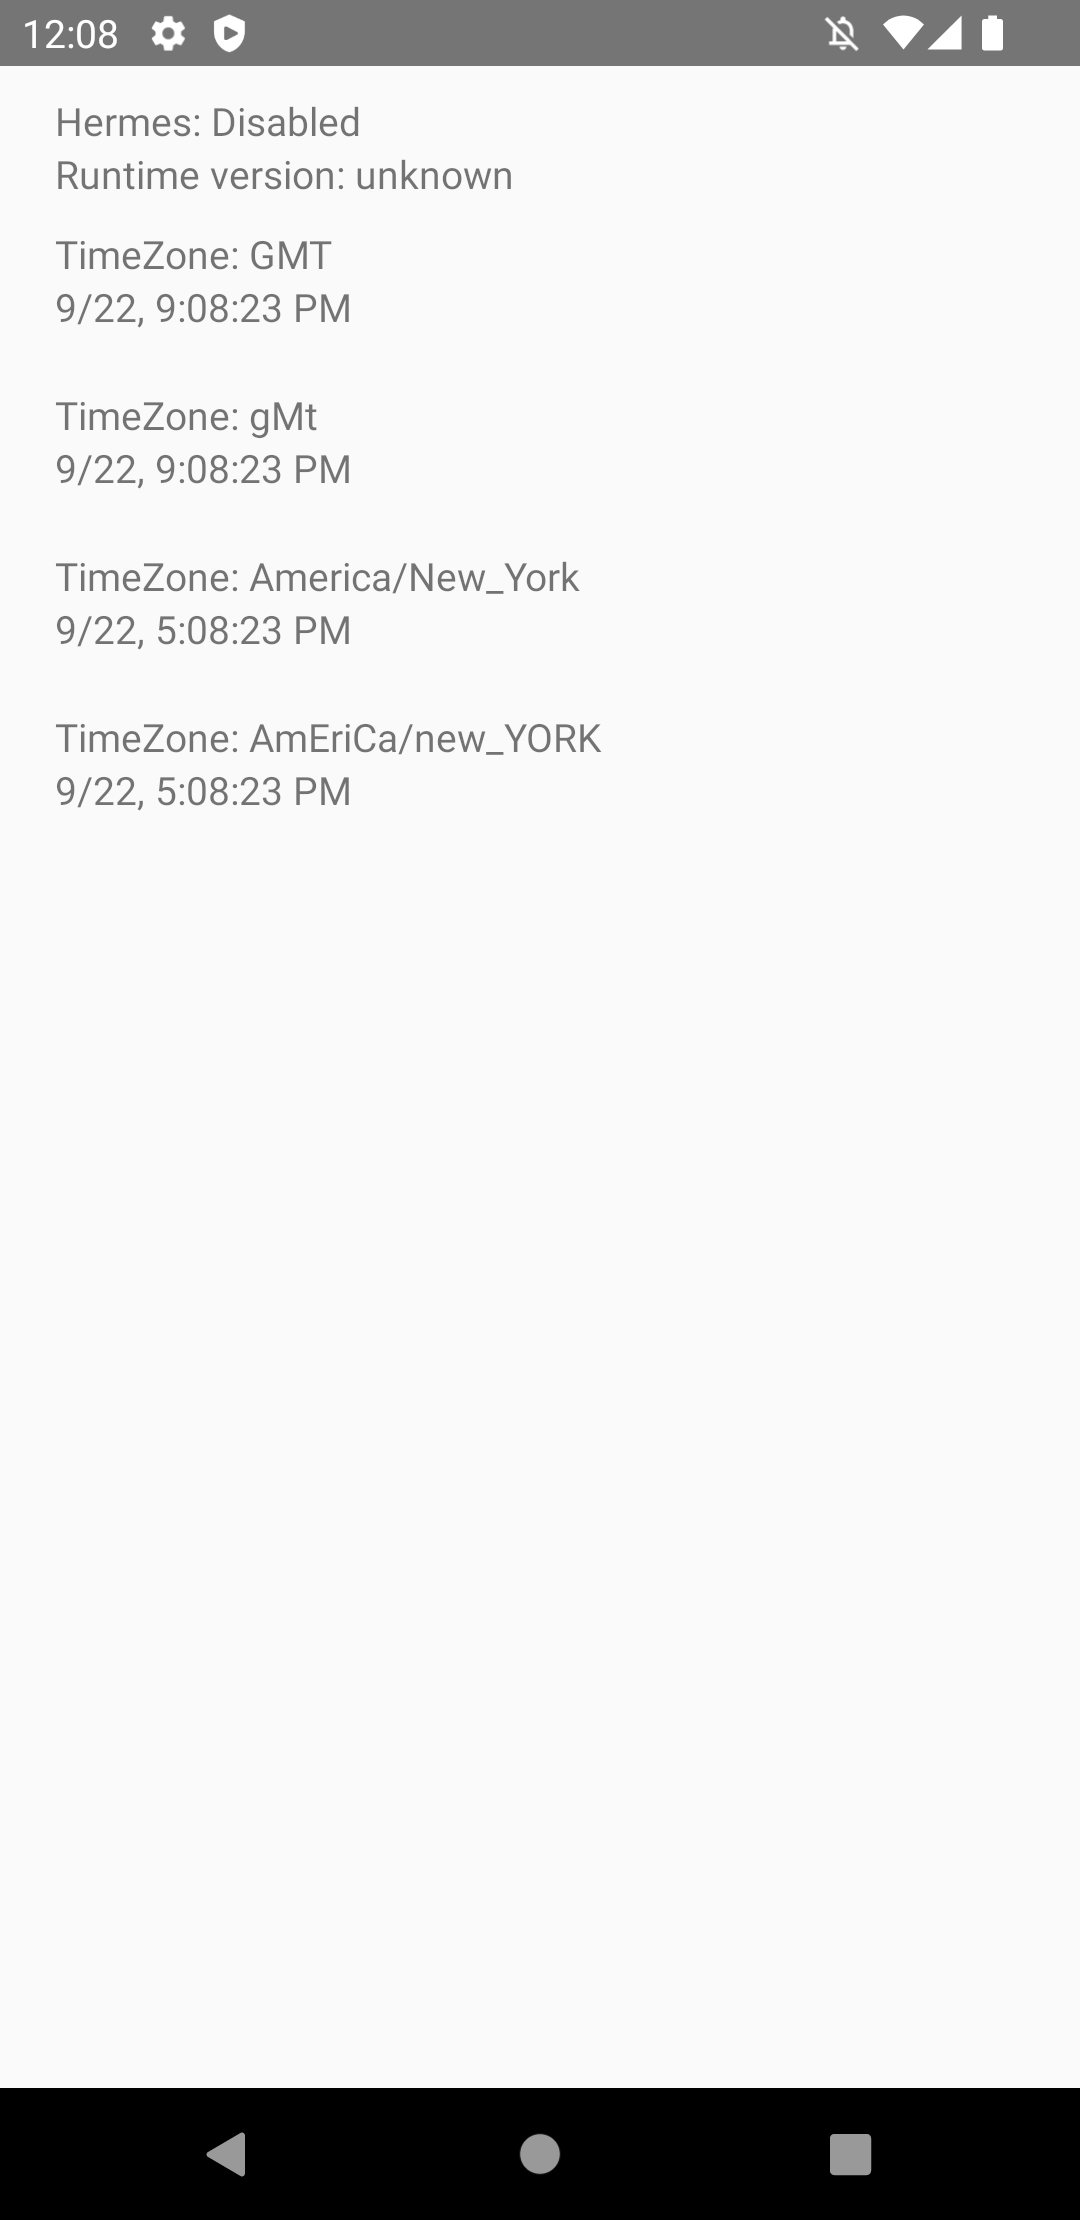 12:08
Hermes: Disabled
Runtime version: unknown
TimeZone: GMT
9/22, 9:08:23 PM
TimeZone: gMt
9/22, 9:08:23 PM
TimeZone: America/New_York
9/22, 5:08:23 PM
TimeZone: AmEriCa/new_YORK
9/22, 5:08:23 PM